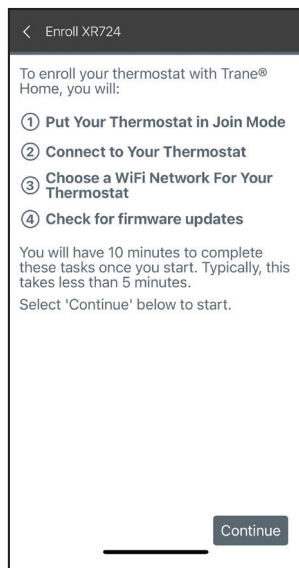 Enroll XR724
To enroll your thermostat with Trane®
Home, you will:
1 Put Your Thermostat in Join Mode
2 Connect to Your Thermostat
3 Choose a WiFi Network For Your
Thermostat
4 Check for firmware updates
You will have 10 minutes to complete
these tasks once you start. Typically, this
takes less than 5 minutes.
Select 'Continue' below to start.
Continue